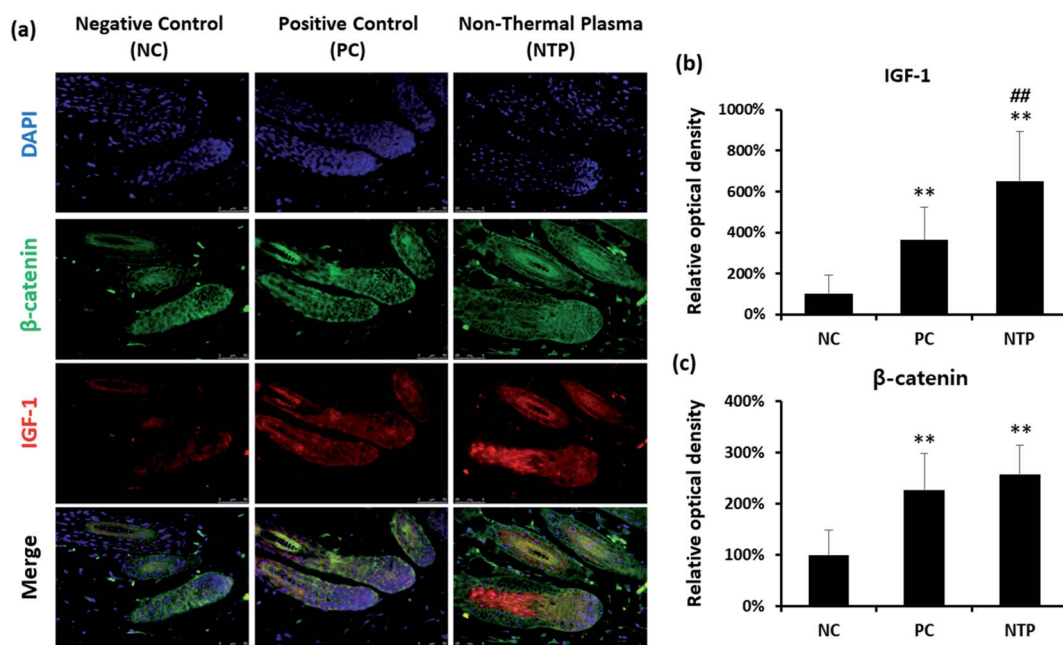 (a)
Negative Control
(NC)
Positive Control
(PC)
Non-Thermal Plasma
(NTP)
DAPI
β-catenin
IGF-1
Merge
(b)
IGF-1
Relative optical density
1000%
800%
600%
400%
200%
0%
**
##
**
NC PC NTP
(c)
β-catenin
Relative optical density
400%
300%
200%
100%
0%
**
**
NC PC NTP